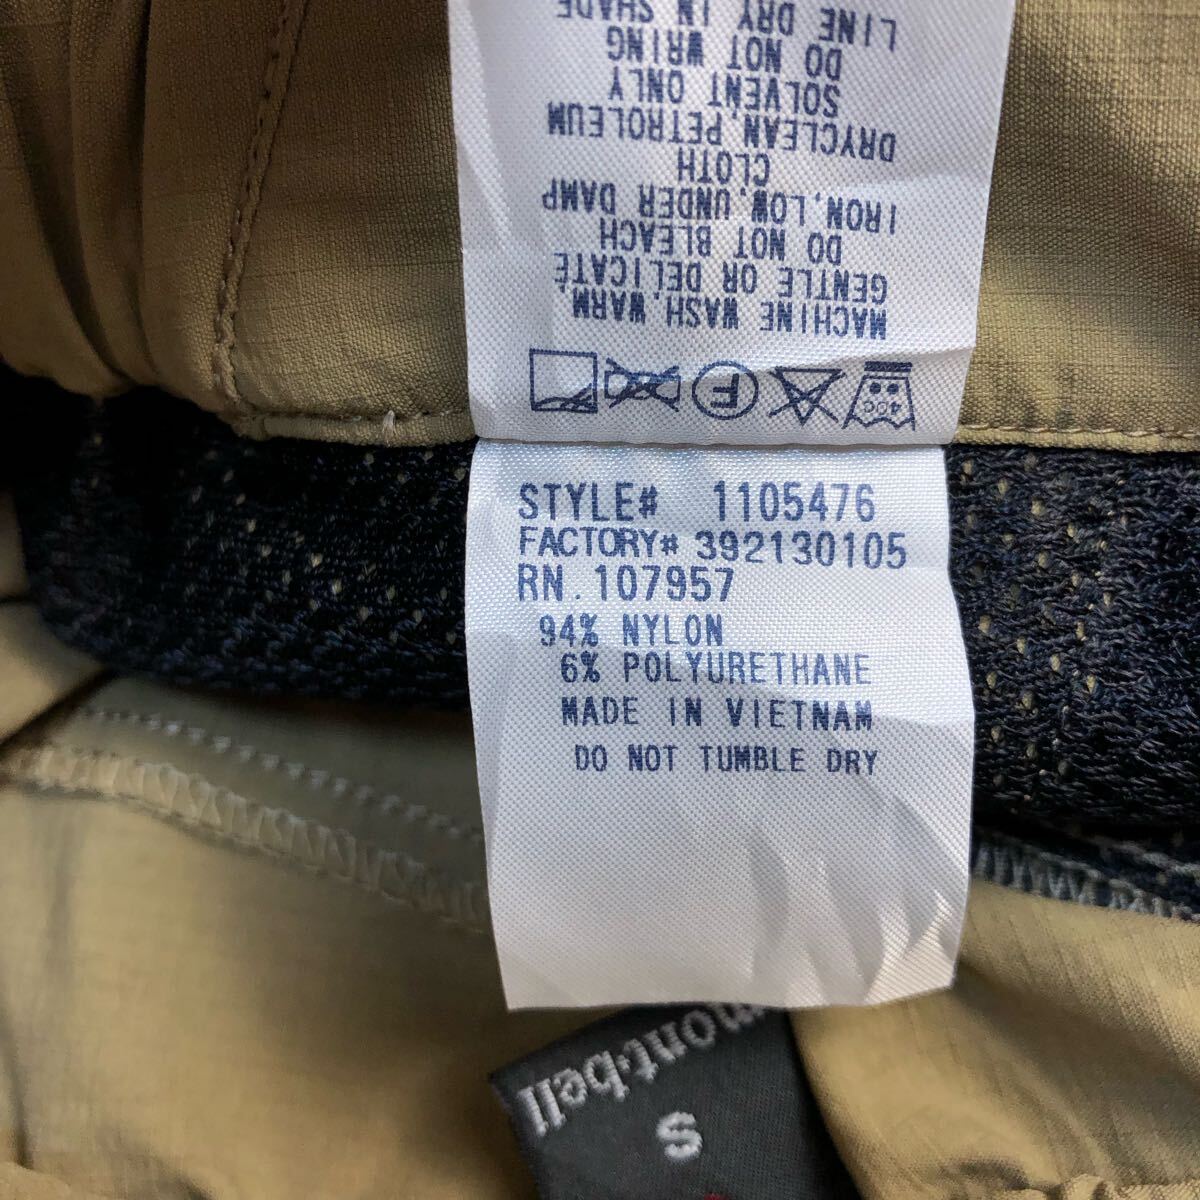 MACHINE WASH WARM,
GENTLE OR DELICATE
DO NOT BLEACH
IRON,LOW,UNDER DAMP
CLOTH
DRYCLEAN,PETROLEUM
SOLVENT ONLY
DO NOT WRING
LINE DRY IN SHADE
40C
F
STYLE# 1105476
FACTORY# 392130105
RN.107957
94% NYLON
6% POLYURETHANE
MADE IN VIETNAM
DO NOT TUMBLE DRY
mont-bell
S